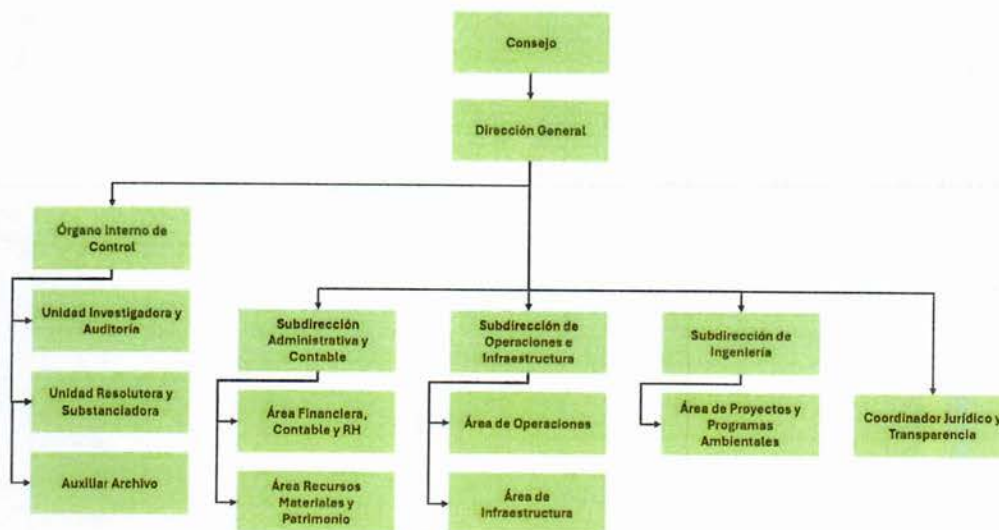 Consejo
Dirección General
Órgano Interno de
Control
Unidad Investigadora y
Auditoría
Unidad Resolutora y
Substanciadora
Auxiliar Archivo
Subdirección
Administrativa y
Contable
Área Financiera,
Contable y RH
Área Recursos
Materiales y
Patrimonio
Subdirección de
Operaciones e
Infraestructura
Área de Operaciones
Área de
Infraestructura
Subdirección de
Ingeniería
Área de Proyectos y
Programas
Ambientales
Coordinador Jurídico y
Transparencia